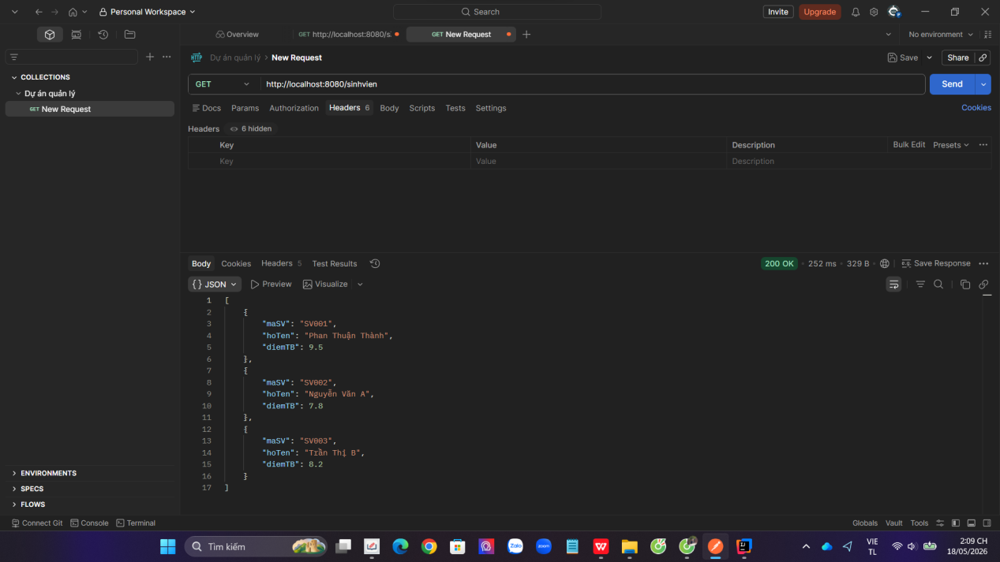 Personal Workspace
Search
Invite
Upgrade
Overview
GET http://localhost:8080/s
GET New Request
No environment
HTTP Dự án quản lý > New Request
Save
Share
COLLECTIONS
Dự án quản lý
GET New Request
GET
http://localhost:8080/sinhvien
Send
Docs
Params
Authorization
Headers 6
Body
Scripts
Tests
Settings
Cookies
Headers
6 hidden
Key
Value
Description
Bulk Edit
Presets
Key
Value
Description
Body
Cookies
Headers 5
Test Results
200 OK
252 ms
329 B
e.g. Save Response
{} JSON
Preview
Visualize
1 [
2 {
3 "maSV": "SV001",
4 "hoTen": "Phan Thuận Thành",
5 "diemTB": 9.5
6 },
7 {
8 "maSV": "SV002",
9 "hoTen": "Nguyễn Văn A",
10 "diemTB": 7.8
11 },
12 {
13 "maSV": "SV003",
14 "hoTen": "Trần Thị B",
15 "diemTB": 8.2
16 }
17 ]
ENVIRONMENTS
SPECS
FLOWS
Connect Git
Console
Terminal
Globals
Vault
Tools
Tìm kiếm
Zalo
zoom
VIE
TL
2:09 CH
18/05/2026